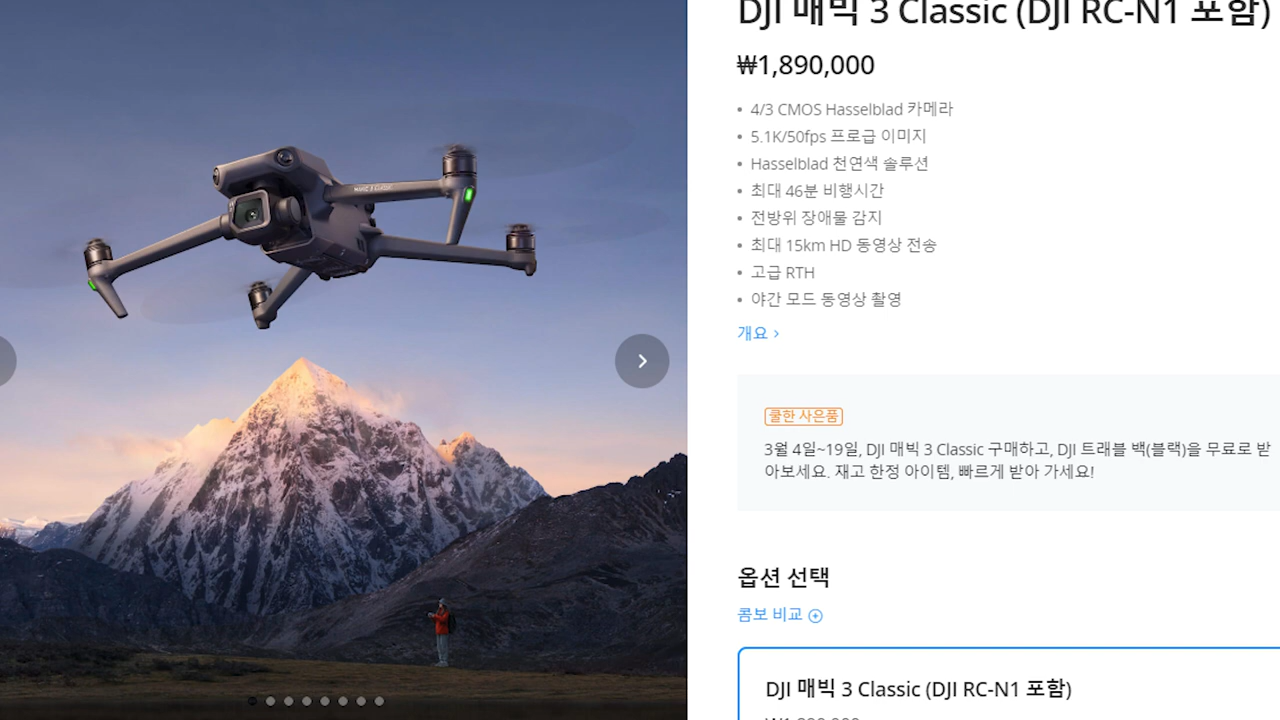 DJI 매빅 3 Classic (DJI RC-N1 포함)
₩1,890,000
• 4/3 CMOS Hasselblad 카메라
• 5.1K/50fps 프로급 이미지
• Hasselblad 천연색 솔루션
• 최대 46분 비행시간
• 전방위 장애물 감지
• 최대 15km HD 동영상 전송
• 고급 RTH
• 야간 모드 동영상 촬영
개요 >
쿨한 사은품
3월 4일~19일, DJI 매빅 3 Classic 구매하고, DJI 트래블 백(블랙)을 무료로 받
아보세요. 재고 한정 아이템, 빠르게 받아 가세요!
옵션 선택
콤보 비교
DJI 매빅 3 Classic (DJI RC-N1 포함)
₩1,890,000
MAVIC 3 CLASSIC